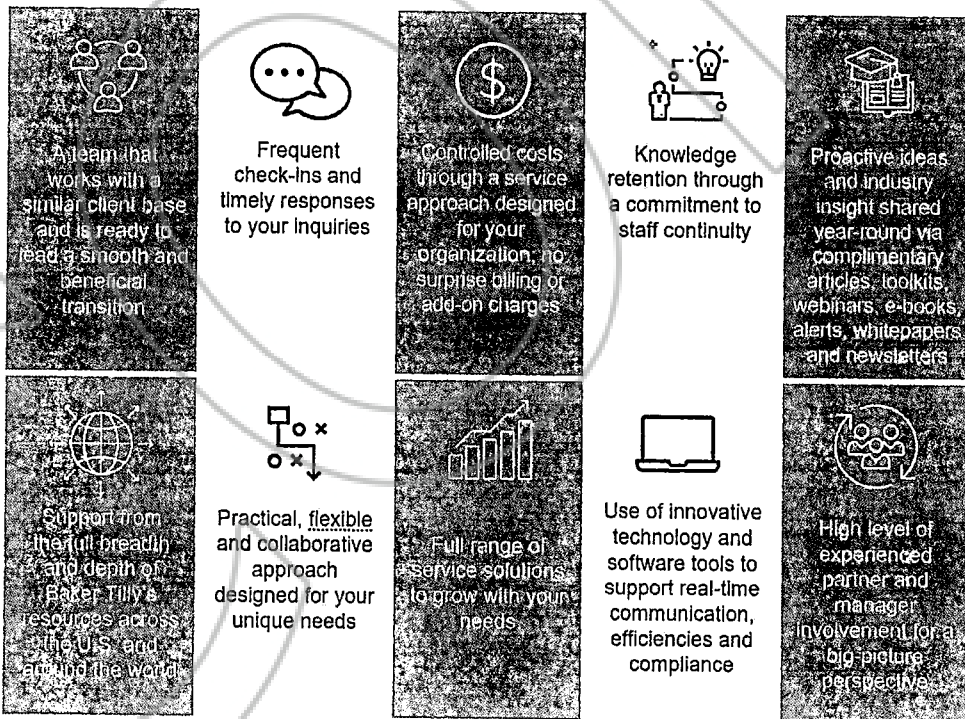 A team that
works with a
similar client base
and is ready to
lead a smooth and
beneficial
transition
Frequent
check-ins and
timely responses
to your inquiries
Controlled costs
through a service
approach designed
for your
organization; no
surprise billing or
add-on charges
Knowledge
retention through
a commitment to
staff continuity
Proactive ideas
and industry
insight shared
year-round via
complimentary
articles, toolkits,
webinars, e-books,
alerts, whitepapers
and newsletters
Support from
the full breadth
and depth of
Baker Tilly's
resources across
the U.S. and
around the world
Practical, flexible
and collaborative
approach
designed for your
unique needs
Full range of
service solutions
to grow with your
needs
Use of innovative
technology and
software tools to
support real-time
communication,
efficiencies and
compliance
High level of
experienced
partner and
manager
involvement for a
big-picture
perspective